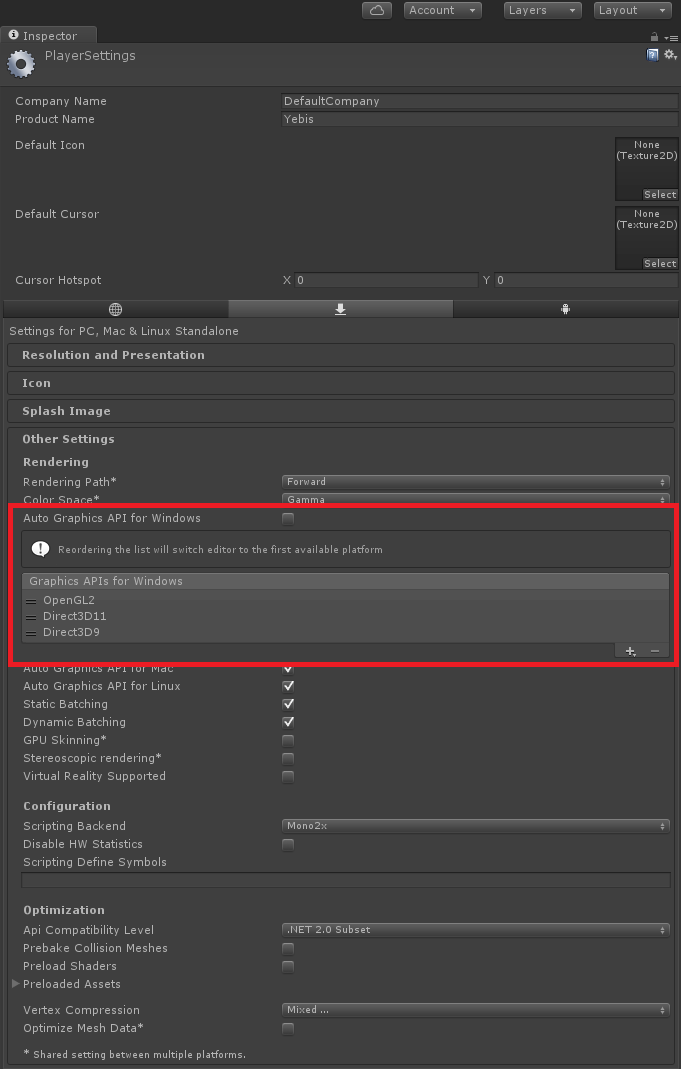 Account
Layers
Layout
Inspector
PlayerSettings
Company Name DefaultCompany
Product Name Yebis
Default Icon None
(Texture2D)
Select
Default Cursor None
(Texture2D)
Select
Cursor Hotspot X 0 Y 0
Settings for PC, Mac & Linux Standalone
Resolution and Presentation
Icon
Splash Image
Other Settings
Rendering
Rendering Path* Forward
Color Space* Gamma
Auto Graphics API for Windows
Reordering the list will switch editor to the first available platform
Graphics APIs for Windows
OpenGL2
Direct3D11
Direct3D9
Auto Graphics API for Mac
Auto Graphics API for Linux
Static Batching
Dynamic Batching
GPU Skinning*
Stereoscopic rendering*
Virtual Reality Supported
Configuration
Scripting Backend Mono2x
Disable HW Statistics
Scripting Define Symbols
Optimization
Api Compatibility Level .NET 2.0 Subset
Prebake Collision Meshes
Preload Shaders
Preloaded Assets
Vertex Compression Mixed ...
Optimize Mesh Data*
* Shared setting between multiple platforms.